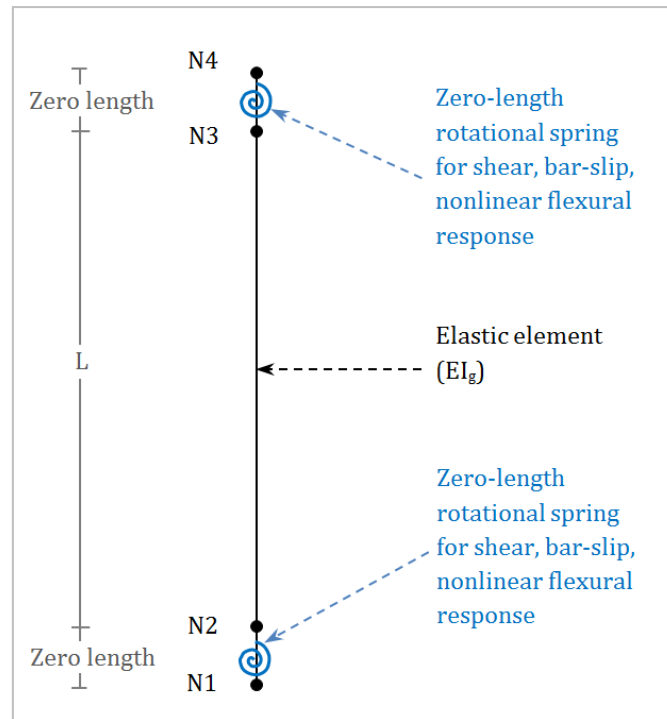 N4
Zero length
N3
Zero-length
rotational spring
for shear, bar-slip,
nonlinear flexural
response
L
Elastic element
(EIg)
Zero-length
rotational spring
for shear, bar-slip,
nonlinear flexural
response
N2
Zero length
N1